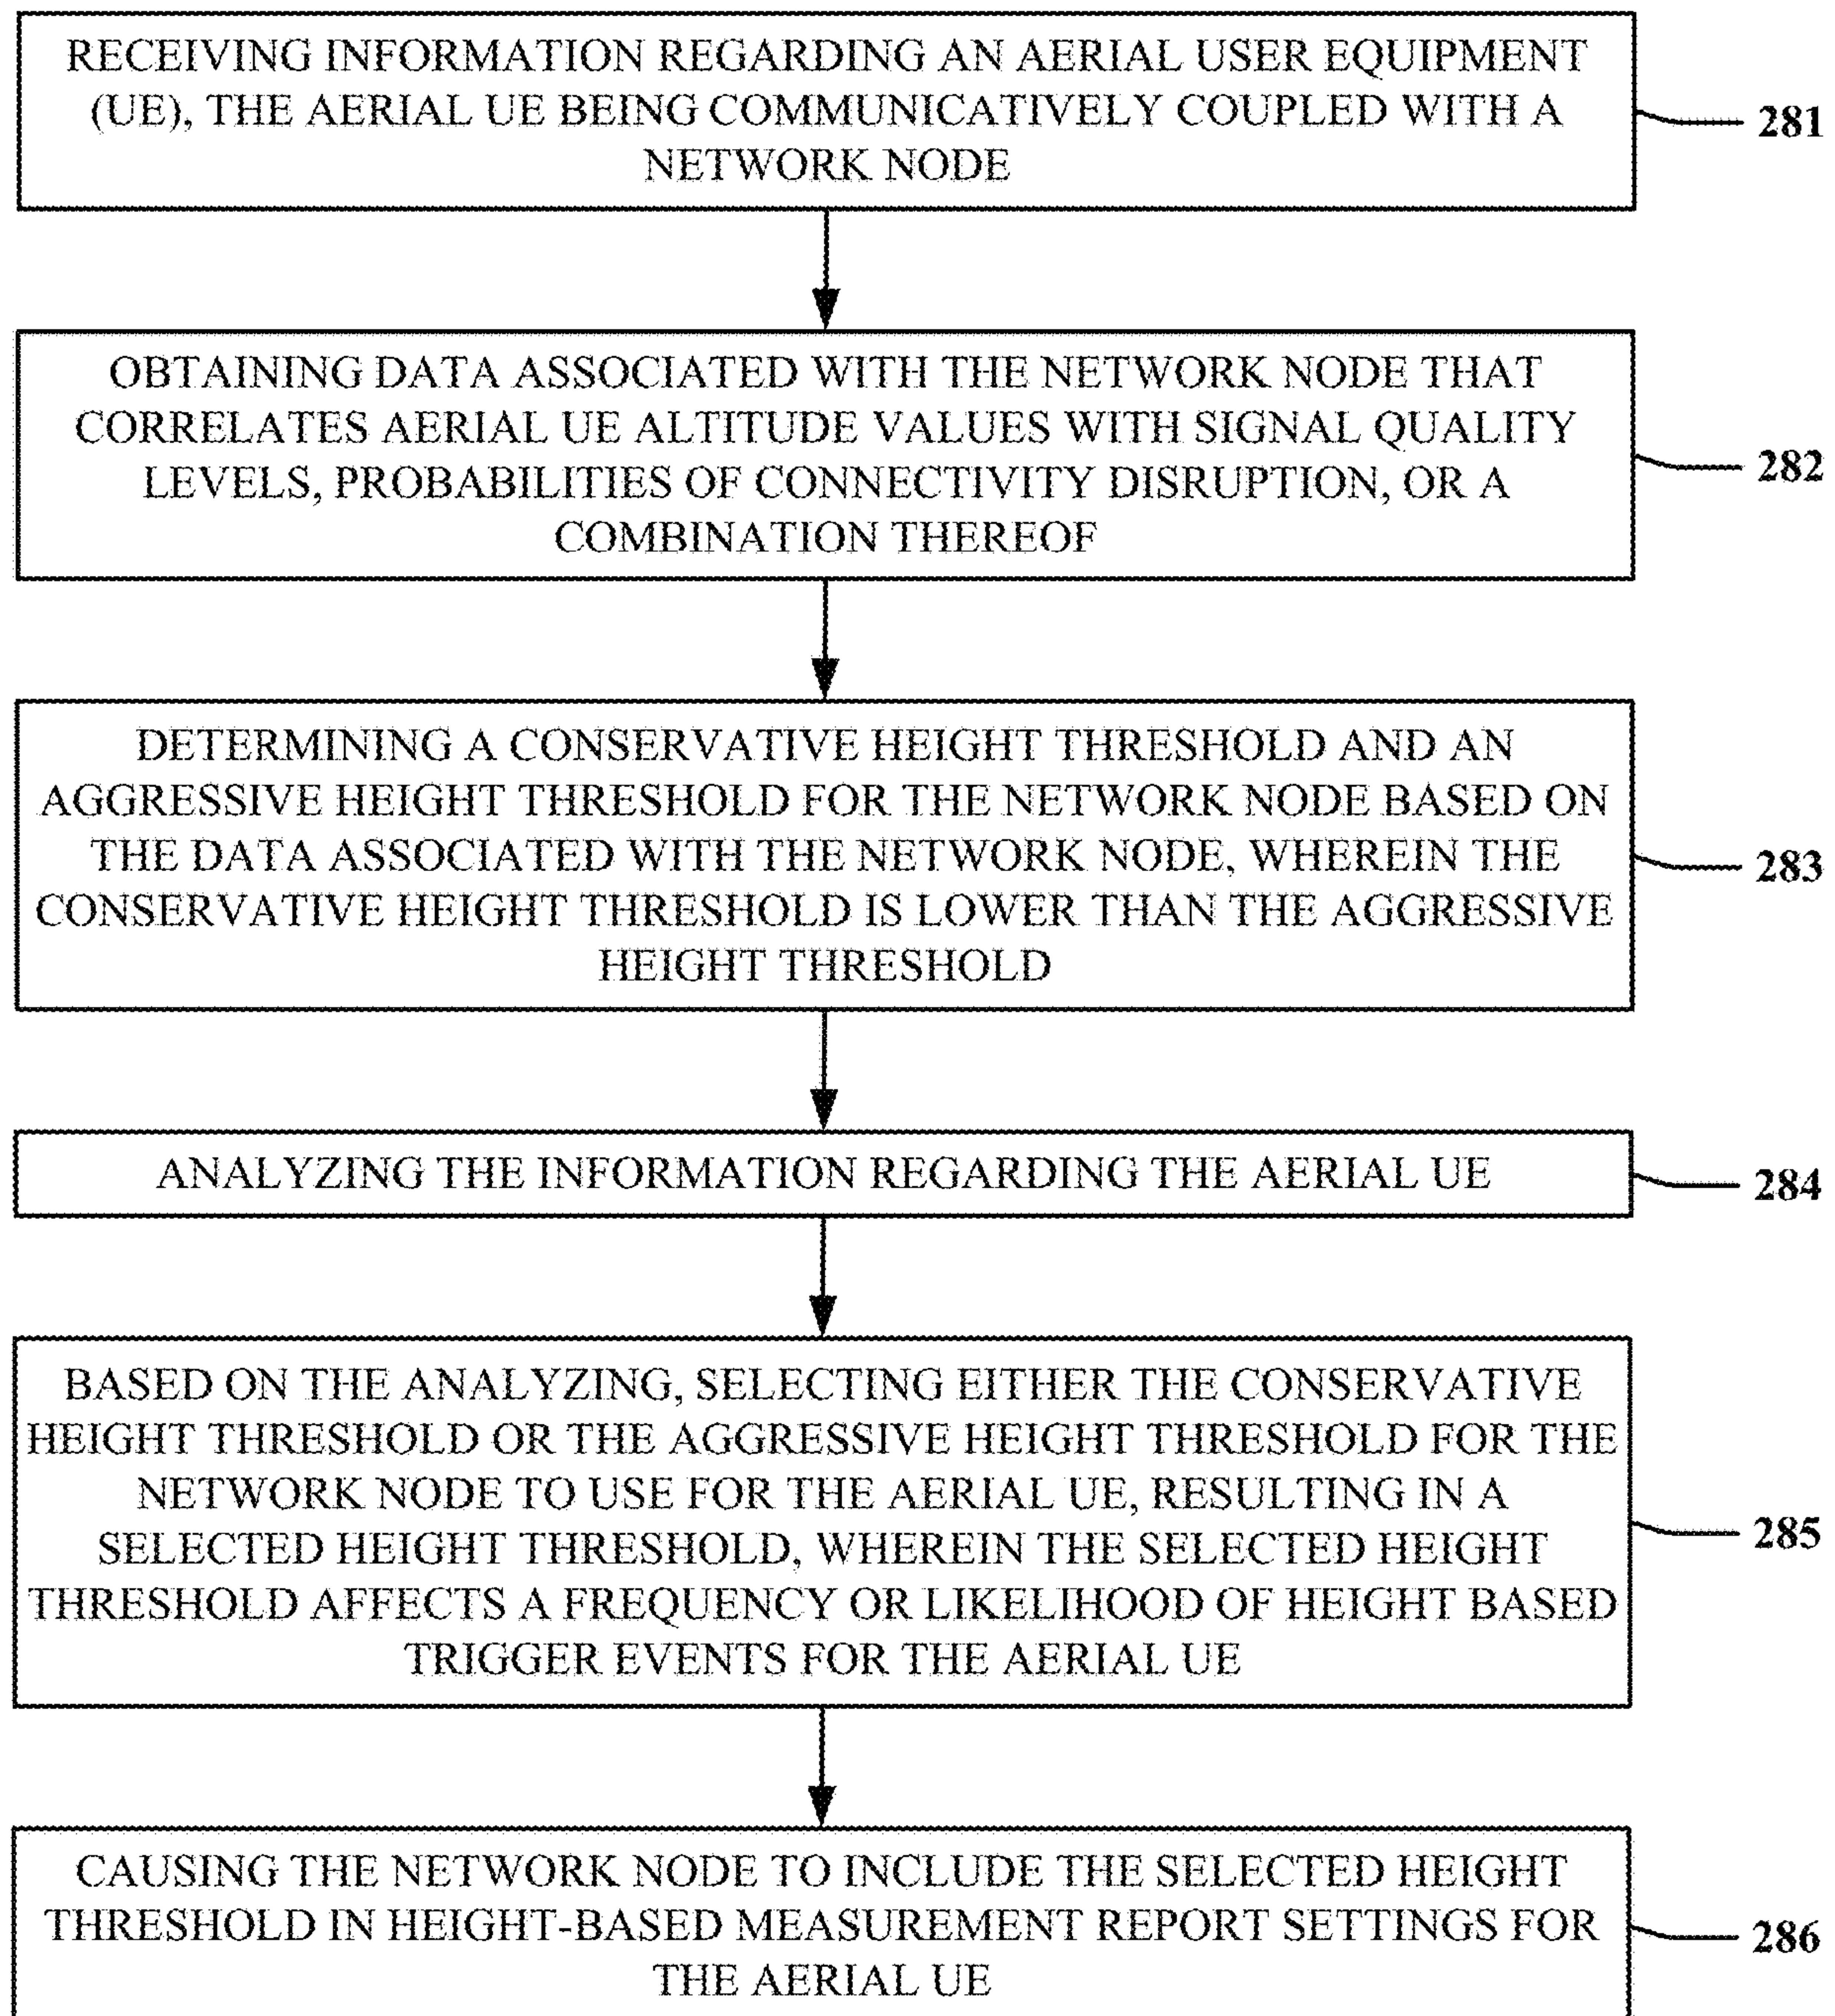 RECEIVING INFORMATION REGARDING AN AERIAL USER EQUIPMENT
(UE), THE AERIAL UE BEING COMMUNICATIVELY COUPLED WITH A
NETWORK NODE
281
OBTAINING DATA ASSOCIATED WITH THE NETWORK NODE THAT
CORRELATES AERIAL UE ALTITUDE VALUES WITH SIGNAL QUALITY
LEVELS, PROBABILITIES OF CONNECTIVITY DISRUPTION, OR A
COMBINATION THEREOF
282
DETERMINING A CONSERVATIVE HEIGHT THRESHOLD AND AN
AGGRESSIVE HEIGHT THRESHOLD FOR THE NETWORK NODE BASED ON
THE DATA ASSOCIATED WITH THE NETWORK NODE, WHEREIN THE
CONSERVATIVE HEIGHT THRESHOLD IS LOWER THAN THE AGGRESSIVE
HEIGHT THRESHOLD
283
ANALYZING THE INFORMATION REGARDING THE AERIAL UE
284
BASED ON THE ANALYZING, SELECTING EITHER THE CONSERVATIVE
HEIGHT THRESHOLD OR THE AGGRESSIVE HEIGHT THRESHOLD FOR THE
NETWORK NODE TO USE FOR THE AERIAL UE, RESULTING IN A
SELECTED HEIGHT THRESHOLD, WHEREIN THE SELECTED HEIGHT
THRESHOLD AFFECTS A FREQUENCY OR LIKELIHOOD OF HEIGHT BASED
TRIGGER EVENTS FOR THE AERIAL UE
285
CAUSING THE NETWORK NODE TO INCLUDE THE SELECTED HEIGHT
THRESHOLD IN HEIGHT-BASED MEASUREMENT REPORT SETTINGS FOR
THE AERIAL UE
286